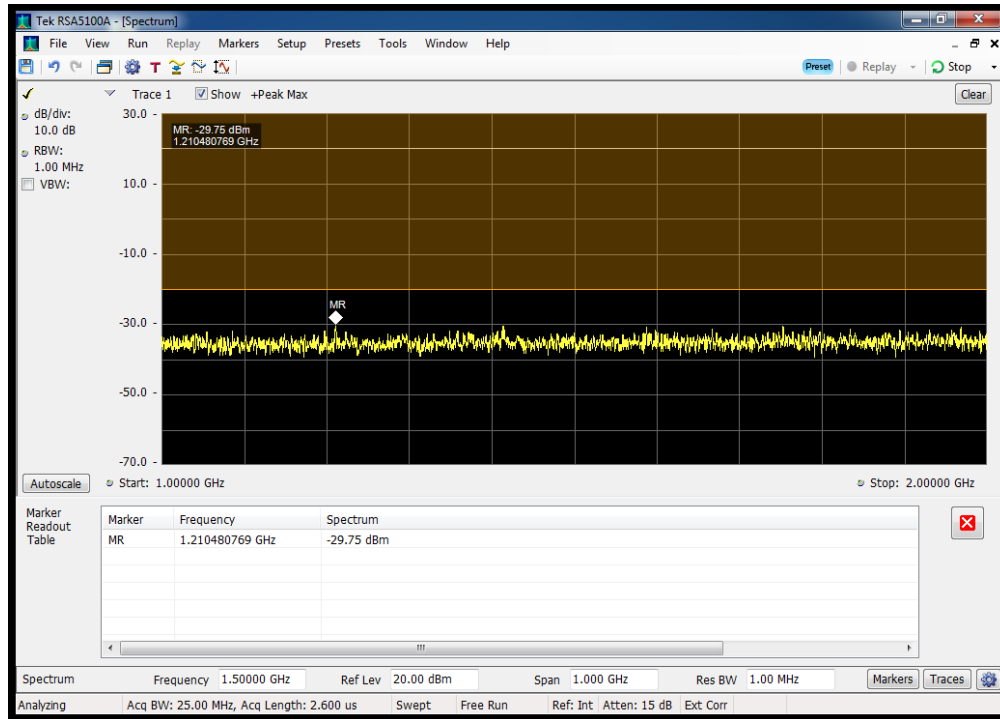 Tek RSA5100A - [Spectrum]
File View Run Replay Markers Setup Presets Tools Window Help
T Preset Replay Stop
Trace 1 Show +Peak Max Clear
dB/div:
10.0 dB
RBW:
1.00 MHz
VBW:
30.0 -
MR: -29.75 dBm
1.210480769 GHz
10.0 -
-10.0 -
MR
-30.0 -
-50.0 -
-70.0 -
Autoscale Start: 1.00000 GHz Stop: 2.00000 GHz
Marker
Readout
Table
Marker Frequency Spectrum
MR 1.210480769 GHz -29.75 dBm
Spectrum Frequency 1.50000 GHz Ref Lev 20.00 dBm Span 1.000 GHz Res BW 1.00 MHz Markers Traces
Analyzing Acq BW: 25.00 MHz, Acq Length: 2.600 us Swept Free Run Ref: Int Atten: 15 dB Ext Corr